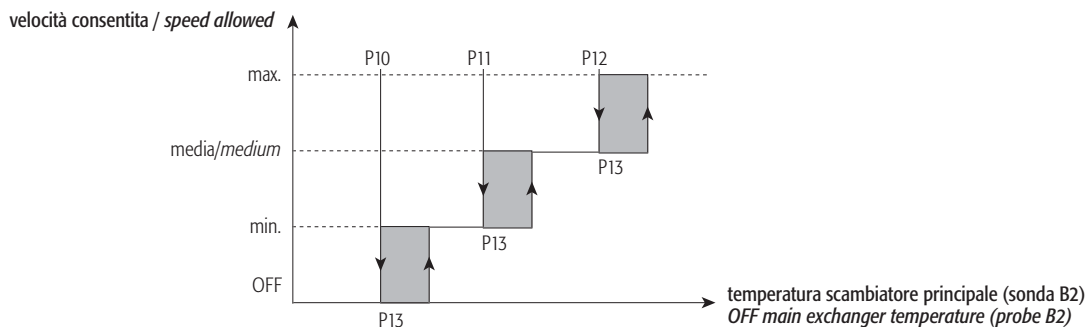 velocità consentita / speed allowed
P10 P11 P12
max.
media/medium
P13
min.
P13
OFF
temperatura scambiatore principale (sonda B2)
OFF main exchanger temperature (probe B2)
P13